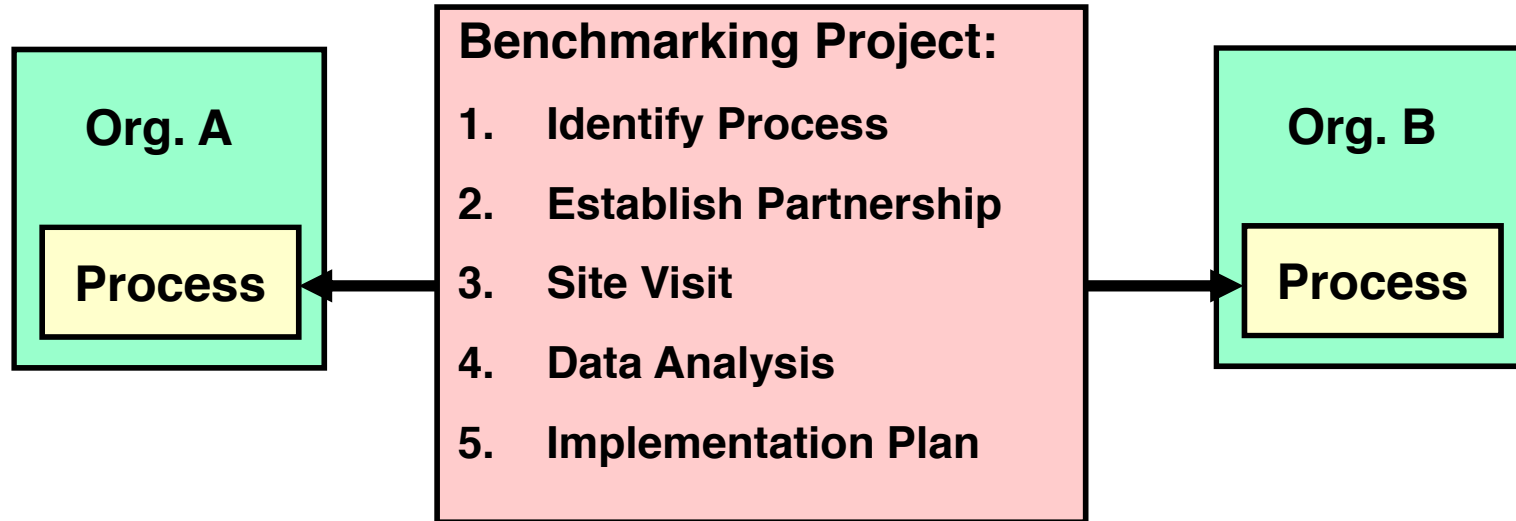 Org. A
Process
Benchmarking Project:
1. Identify Process
2. Establish Partnership
3. Site Visit
4. Data Analysis
5. Implementation Plan
Org. B
Process